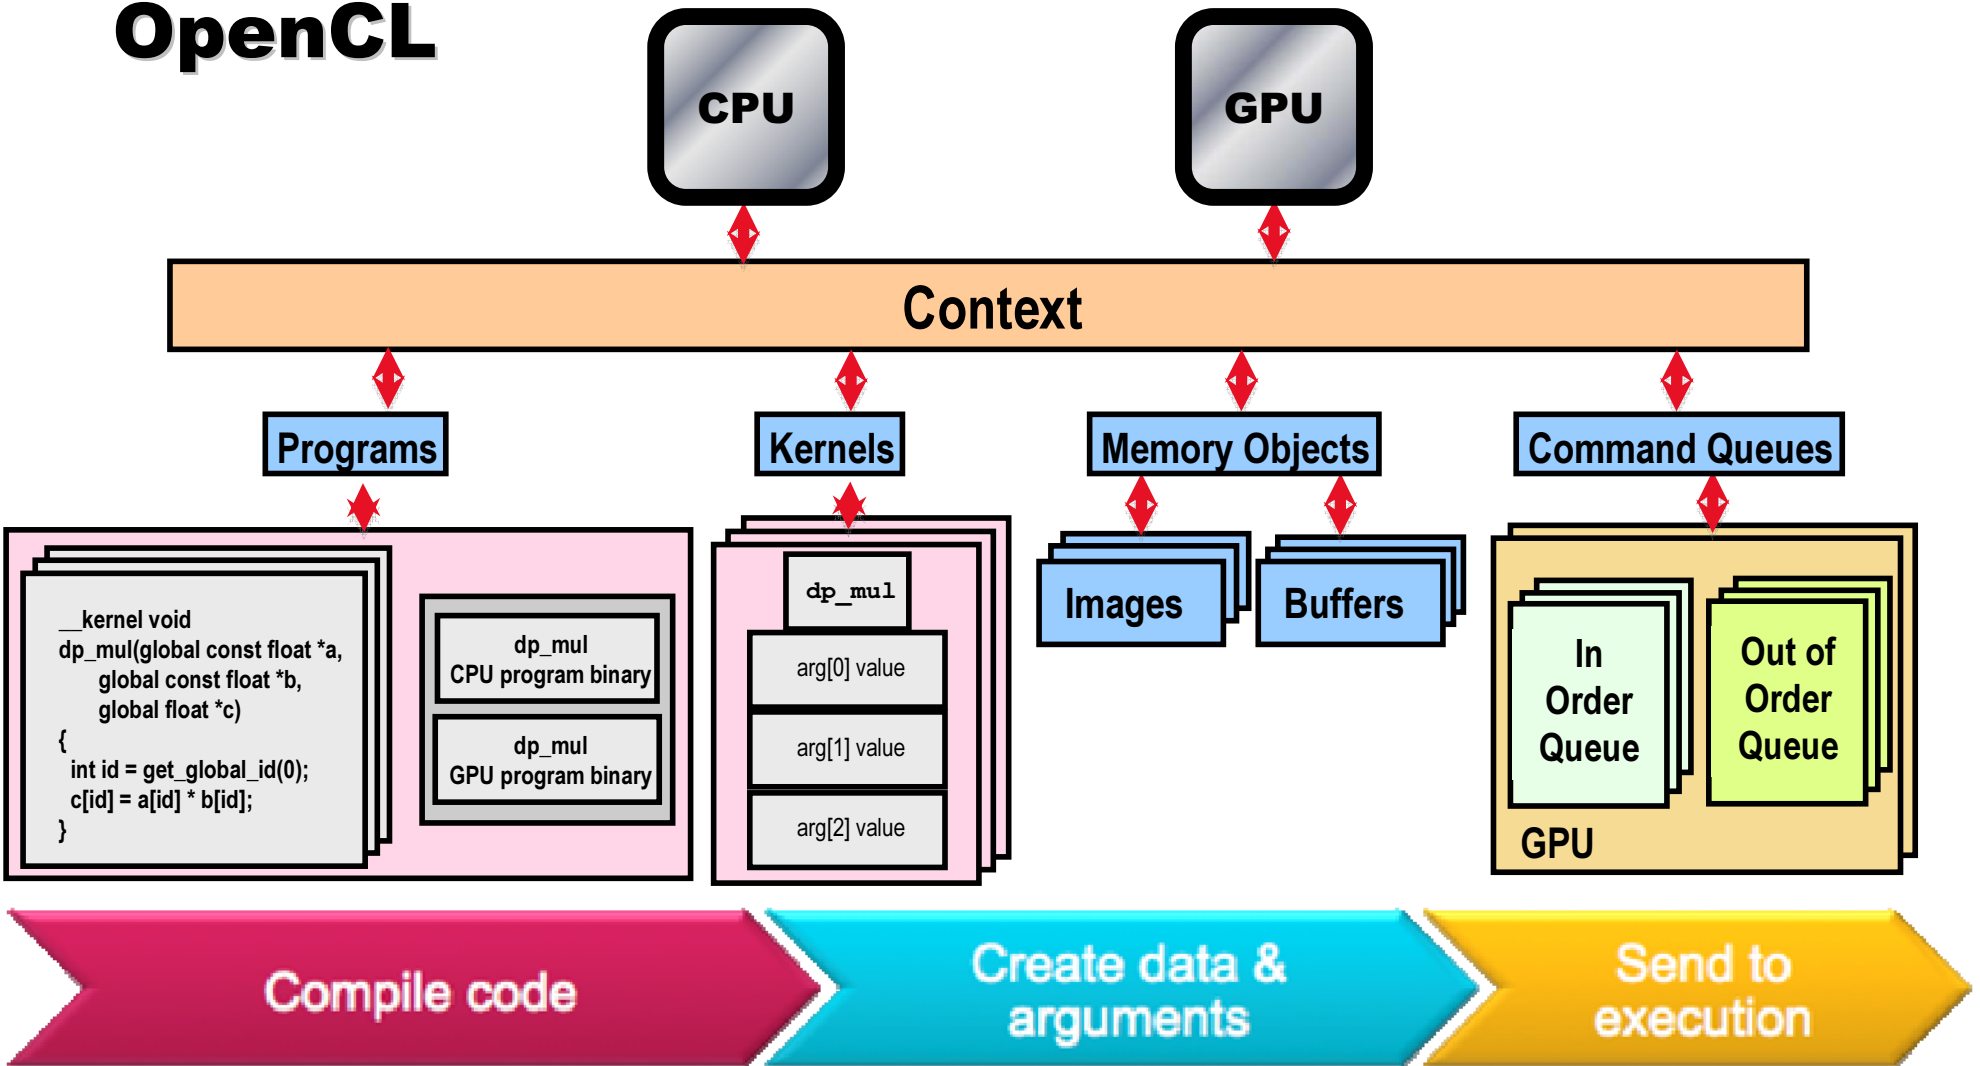 OpenCL
CPU
GPU
Context
Programs
Kernels
Memory Objects
Command Queues
__kernel void
dp_mul(global const float *a,
global const float *b,
global float *c)
{
int id = get_global_id(0);
c[id] = a[id] * b[id];
}
dp_mul
CPU program binary
dp_mul
GPU program binary
dp_mul
arg[0] value
arg[1] value
arg[2] value
Images
Buffers
In
Order
Queue
Out of
Order
Queue
GPU
Compile code
Create data &
arguments
Send to
execution